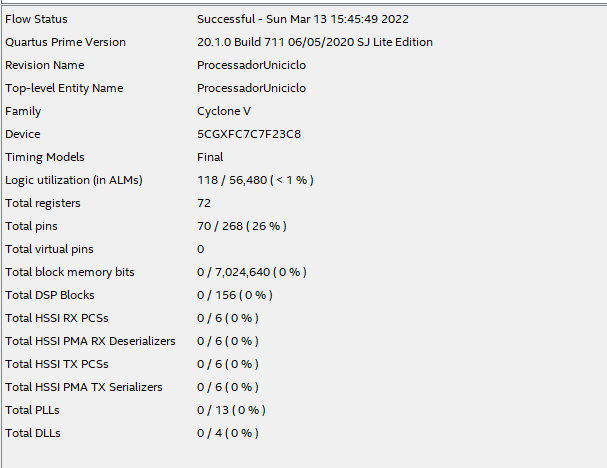 Flow Status Successful - Sun Mar 13 15:45:49 2022
Quartus Prime Version 20.1.0 Build 711 06/05/2020 SJ Lite Edition
Revision Name ProcessadorUniciclo
Top-level Entity Name ProcessadorUniciclo
Family Cyclone V
Device 5CGXFC7C7F23C8
Timing Models Final
Logic utilization (in ALMs) 118 / 56,480 ( < 1 % )
Total registers 72
Total pins 70 / 268 ( 26 % )
Total virtual pins 0
Total block memory bits 0 / 7,024,640 ( 0 % )
Total DSP Blocks 0 / 156 ( 0 % )
Total HSSI RX PCSs 0 / 6 ( 0 % )
Total HSSI PMA RX Deserializers 0 / 6 ( 0 % )
Total HSSI TX PCSs 0 / 6 ( 0 % )
Total HSSI PMA TX Serializers 0 / 6 ( 0 % )
Total PLLs 0 / 13 ( 0 % )
Total DLLs 0 / 4 ( 0 % )